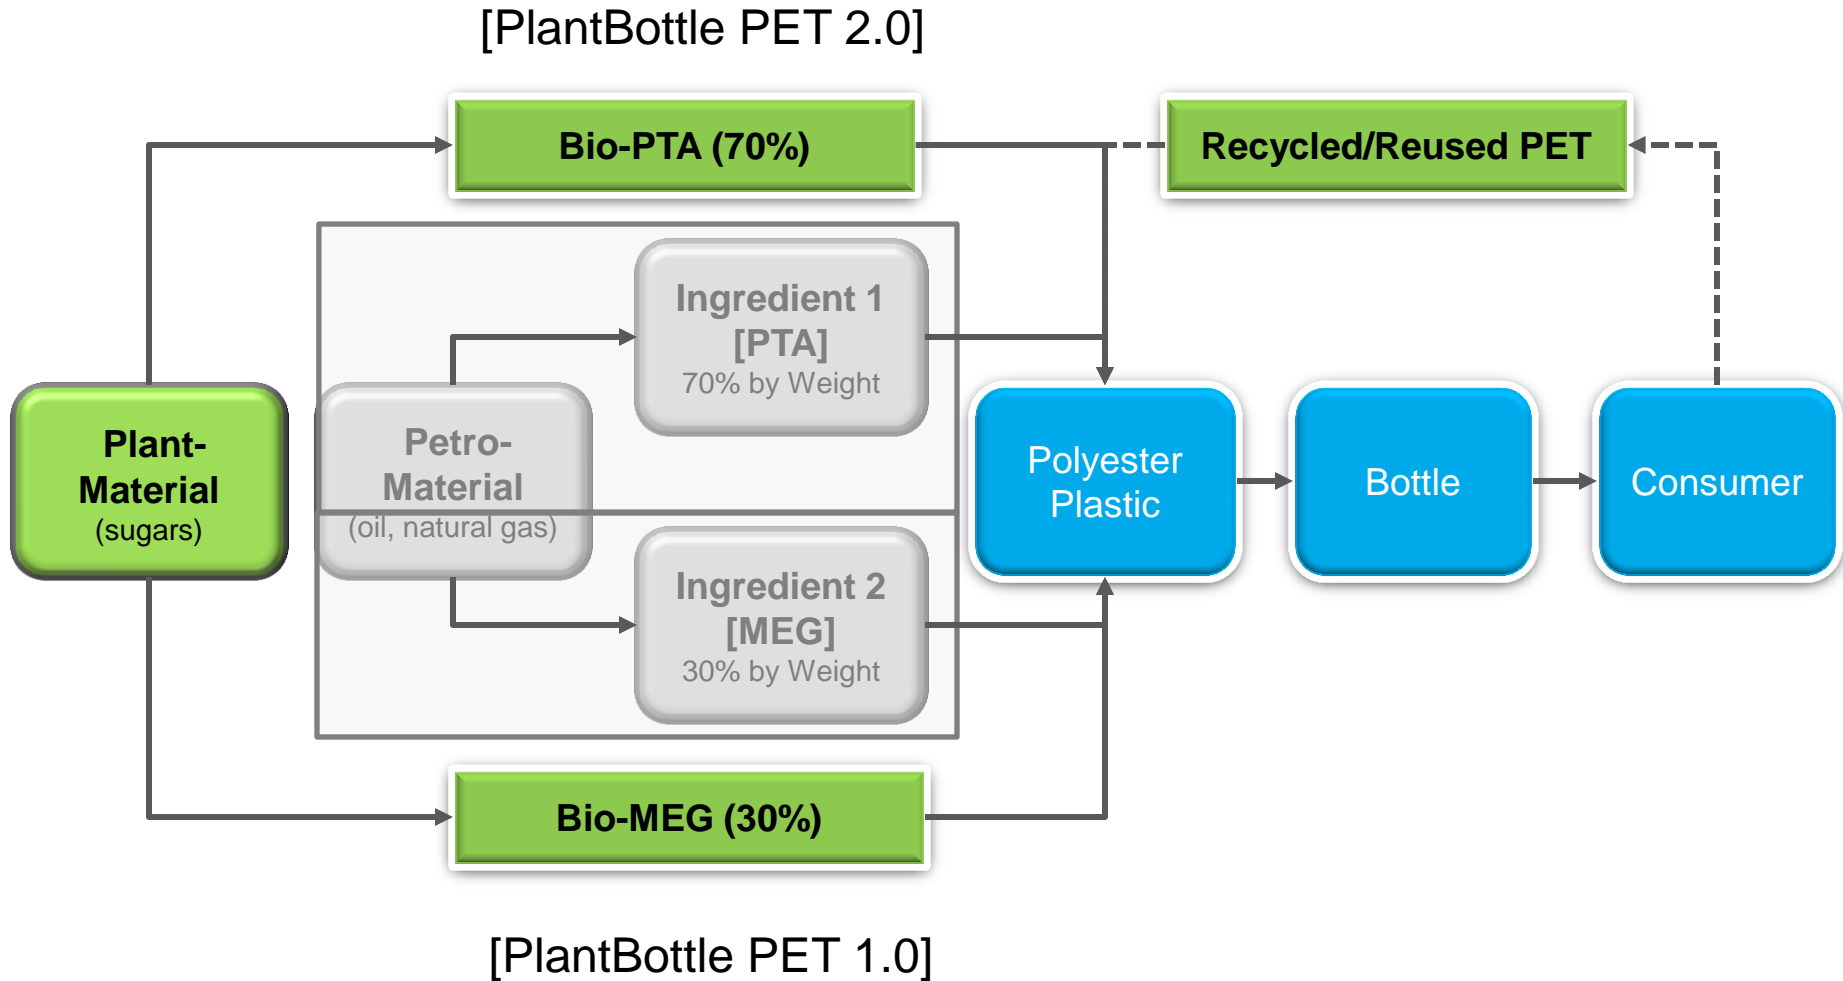 [PlantBottle PET 2.0]
Bio-PTA (70%)
Recycled/Reused PET
Ingredient 1
[PTA]
70% by Weight
Plant-
Material
(sugars)
Petro-
Material
(oil, natural gas)
Polyester
Plastic
Bottle
Consumer
Ingredient 2
[MEG]
30% by Weight
Bio-MEG (30%)
[PlantBottle PET 1.0]